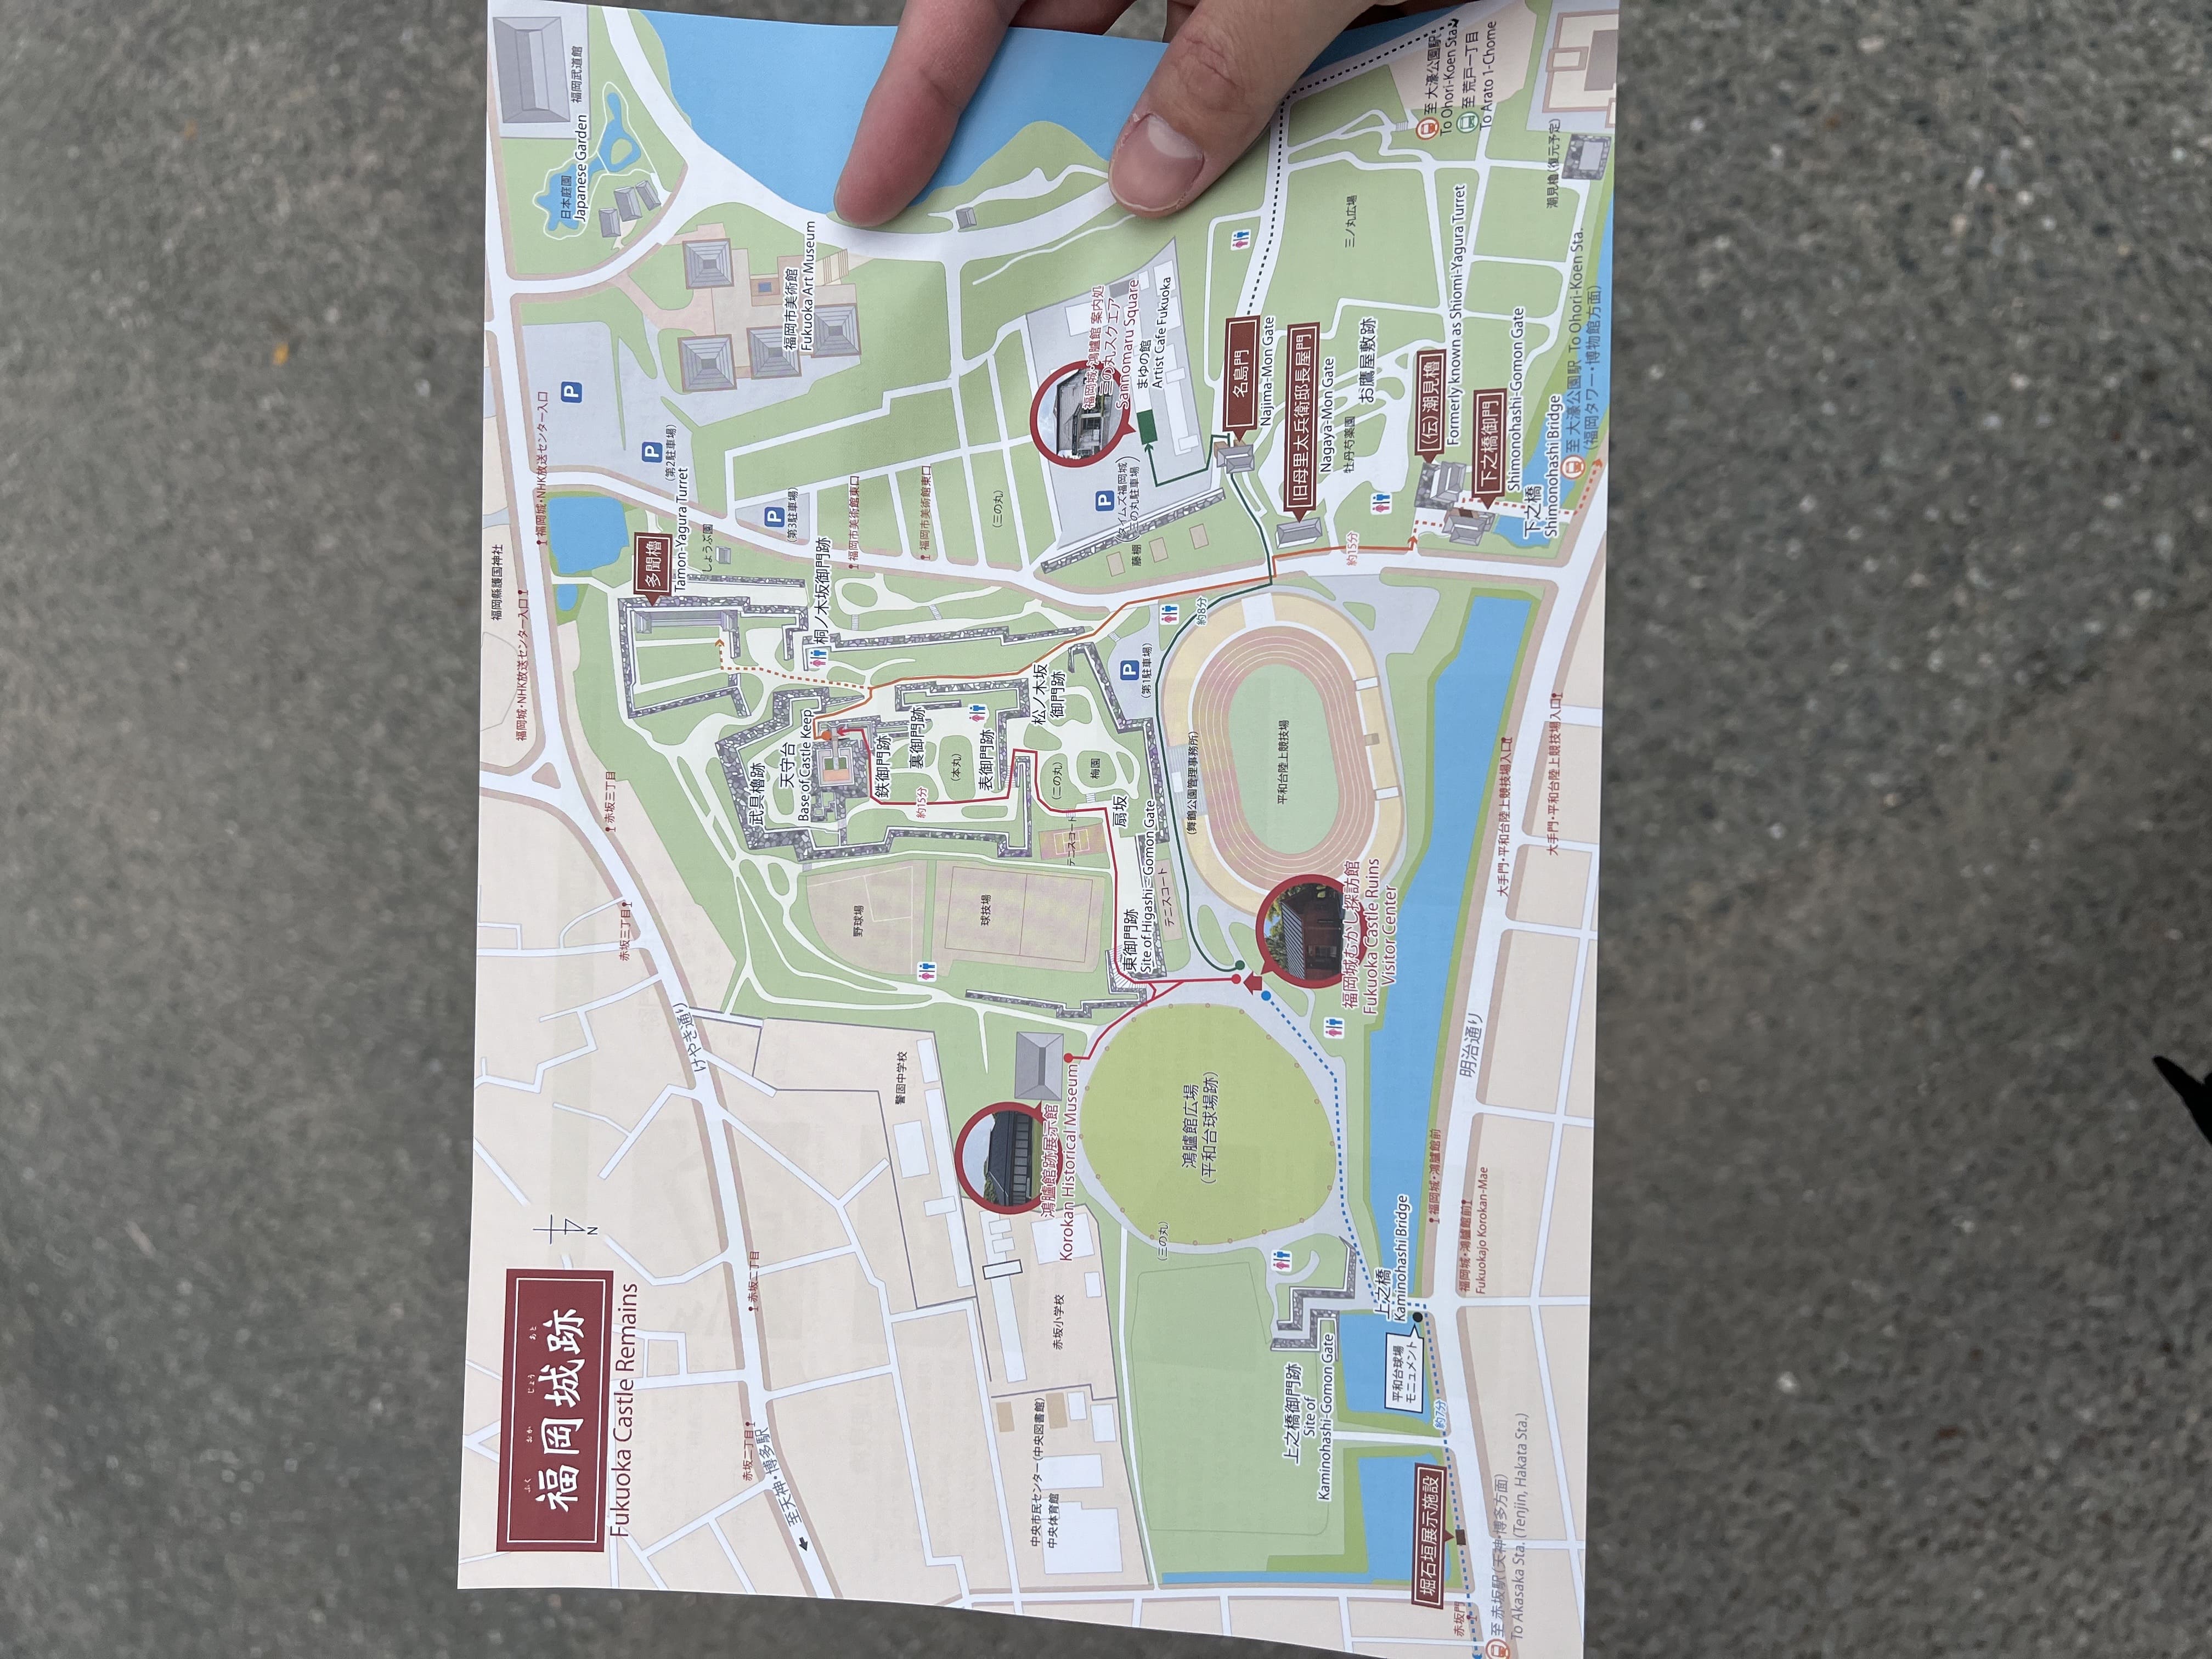 ふく おか じょう あと
福岡城跡
Fukuoka Castle Remains
N
福岡縣護国神社
福岡城・NHK放送センター入口
福岡城・NHK放送センター入口
P
日本庭園
Japanese Garden
福岡武道館
赤坂三丁目
赤坂三丁目
P
(第2駐車場)
多聞櫓
Tamon-Yagura Turret
しょうぶ園
けやき通り
赤坂二丁目
赤坂二丁目
至天神・博多駅
武具櫓跡
天守台
Base of Castle Keep
P
(第3駐車場)
福岡市美術館
Fukuoka Art Museum
桐ノ木坂御門跡
福岡市美術館東口
野球場
鉄御門跡
警固中学校
約15分
裏御門跡
福岡市美術館東口
(本丸)
球技場
表御門跡
(三の丸)
中央市民センター(中央図書館)
中央体育館
赤坂小学校
鴻臚館跡展示館
Korokan Historical Museum
松ノ木坂
御門跡
(二の丸)
テニスコート
梅園
扇坂
福岡城・鴻臚館 案内処
三の丸スクエア
Sannomaru Square
P
タイムズ福岡城
三の丸駐車場
藤棚
まゆの館
Artist Cafe Fukuoka
東御門跡
Site of Higashi-Gomon Gate
P
(第1駐車場)
テニスコート
(三の丸)
鴻臚館広場
(平和台球場跡)
(舞鶴公園管理事務所)
約8分
名島門
Najima-Mon Gate
平和台陸上競技場
上之橋御門跡
Site of
Kaminohashi-Gomon Gate
旧母里太兵衛邸長屋門
Nagaya-Mon Gate
福岡城むかし探訪館
Fukuoka Castle Ruins
Visitor Center
約15分
牡丹芍薬園
お鷹屋敷跡
三ノ丸広場
上之橋
Kaminohashi Bridge
平和台球場
モニュメント
堀石垣展示施設
約7分
赤坂門
至 赤坂駅(天神・博多方面)
To Akasaka Sta. (Tenjin, Hakata Sta.)
福岡城・鴻臚館前
福岡城・鴻臚館前
Fukuokajo Korokan-Mae
明治通り
(伝)潮見櫓
Formerly known as Shiomi-Yagura Turret
至 大濠公園駅
To Ohori-Koen Sta.
至 荒戸一丁目
To Arato 1-Chome
下之橋御門
Shimonohashi-Gomon Gate
大手門・平和台陸上競技場入口
大手門・平和台陸上競技場入口
下之橋
Shimonohashi Bridge
至 大濠公園駅 To Ohori-Koen Sta.
(福岡タワー・博物館方面)
潮見櫓(復元予定)